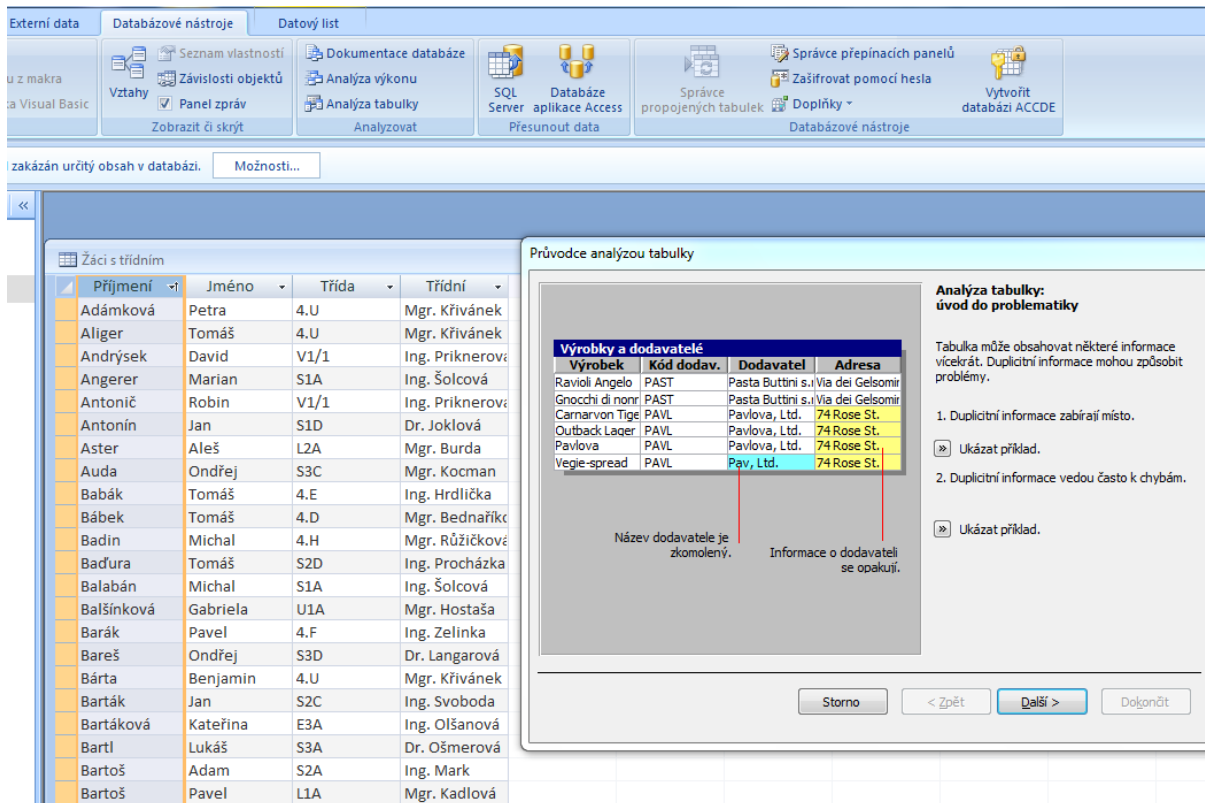 Externí data Databázové nástroje Datový list
Seznam vlastností
u z makra Závislosti objektů
a Visual Basic Vztahy Panel zpráv
Zobrazit či skrýt
Dokumentace databáze
Analýza výkonu
Analýza tabulky
Analyzovat
SQL Server
Databáze aplikace Access
Přesunout data
Správce propojených tabulek
Správce přepínacích panelů
Zašifrovat pomocí hesla
Doplňky
Vytvořit databázi ACCDE
Databázové nástroje
zakázán určitý obsah v databázi. Možnosti...
«
Žáci s třídním
Příjmení Jméno Třída Třídní
Adámková Petra 4.U Mgr. Křivánek
Aliger Tomáš 4.U Mgr. Křivánek
Andrýsek David V1/1 Ing. Priknerova
Angerer Marian S1A Ing. Šolcová
Antonič Robin V1/1 Ing. Priknerova
Antonín Jan S1D Dr. Joklová
Aster Aleš L2A Mgr. Burda
Auda Ondřej S3C Mgr. Kocman
Babák Tomáš 4.E Ing. Hrdlička
Bábek Tomáš 4.D Mgr. Bednaříko
Badin Michal 4.H Mgr. Růžičková
Baďura Tomáš S2D Ing. Procházka
Balabán Michal S1A Ing. Šolcová
Balšínková Gabriela U1A Mgr. Hostaša
Barák Pavel 4.F Ing. Zelinka
Bareš Ondřej S3D Dr. Langarová
Bárta Benjamin 4.U Mgr. Křivánek
Barták Jan S2C Ing. Svoboda
Bartáková Kateřina E3A Ing. Olšanová
Bartl Lukáš S3A Dr. Ošmerová
Bartoš Adam S2A Ing. Mark
Bartoš Pavel L1A Mgr. Kadlová
Průvodce analýzou tabulky
Výrobky a dodavatelé
Výrobek Kód dodav. Dodavatel Adresa
Ravioli Angelo PAST Pasta Buttini s.r Via dei Gelsomir
Gnocchi di nonr PAST Pasta Buttini s.r Via dei Gelsomir
Carnarvon Tige PAVL Pavlova, Ltd. 74 Rose St.
Outback Lager PAVL Pavlova, Ltd. 74 Rose St.
Pavlova PAVL Pavlova, Ltd. 74 Rose St.
Vegie-spread PAVL Pav, Ltd. 74 Rose St.
Název dodavatele je
zkomolený.
Informace o dodavateli
se opakují.
Analýza tabulky:
úvod do problematiky
Tabulka může obsahovat některé informace
vícekrát. Duplicitní informace mohou způsobit
problémy.
1. Duplicitní informace zabírají místo.
» Ukázat příklad.
2. Duplicitní informace vedou často k chybám.
» Ukázat příklad.
Storno < Zpět Další > Dokončit